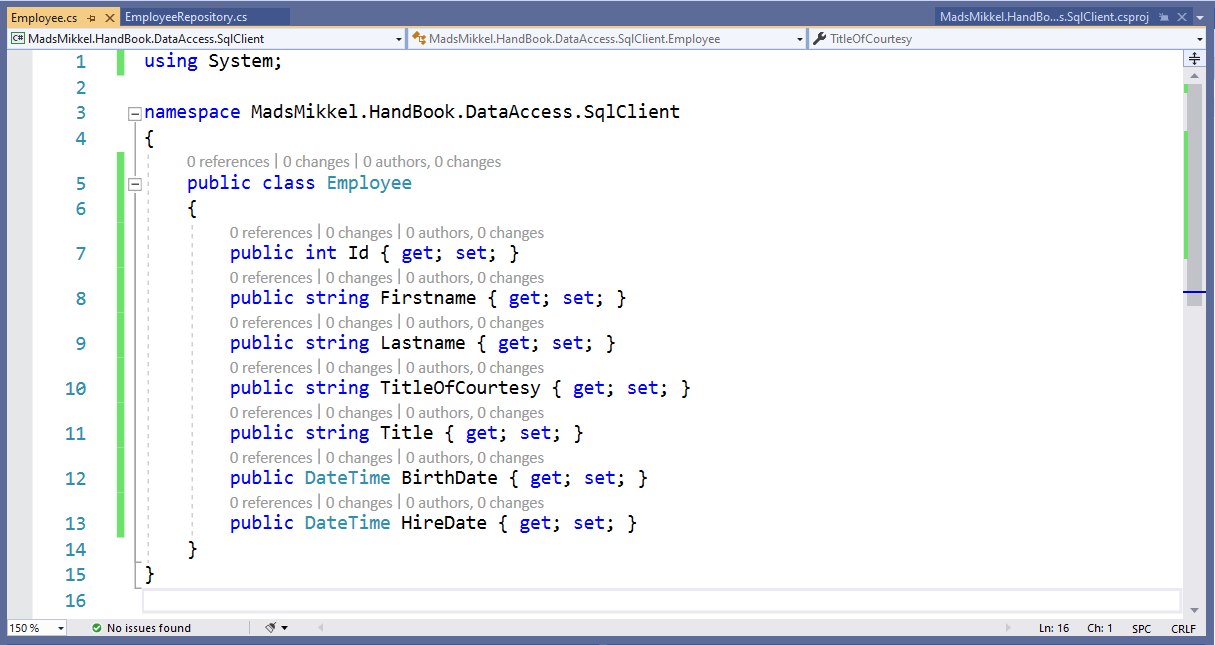 Employee.cs EmployeeRepository.cs MadsMikkel.HandBo...s.SqlClient.csproj
C# MadsMikkel.HandBook.DataAccess.SqlClient MadsMikkel.HandBook.DataAccess.SqlClient.Employee TitleOfCourtesy
1 using System;
2
3 namespace MadsMikkel.HandBook.DataAccess.SqlClient
4 {
0 references | 0 changes | 0 authors, 0 changes
5 public class Employee
6 {
0 references | 0 changes | 0 authors, 0 changes
7 public int Id { get; set; }
0 references | 0 changes | 0 authors, 0 changes
8 public string Firstname { get; set; }
0 references | 0 changes | 0 authors, 0 changes
9 public string Lastname { get; set; }
0 references | 0 changes | 0 authors, 0 changes
10 public string TitleOfCourtesy { get; set; }
0 references | 0 changes | 0 authors, 0 changes
11 public string Title { get; set; }
0 references | 0 changes | 0 authors, 0 changes
12 public DateTime BirthDate { get; set; }
0 references | 0 changes | 0 authors, 0 changes
13 public DateTime HireDate { get; set; }
14 }
15 }
16
150 % No issues found Ln: 16 Ch: 1 SPC CRLF